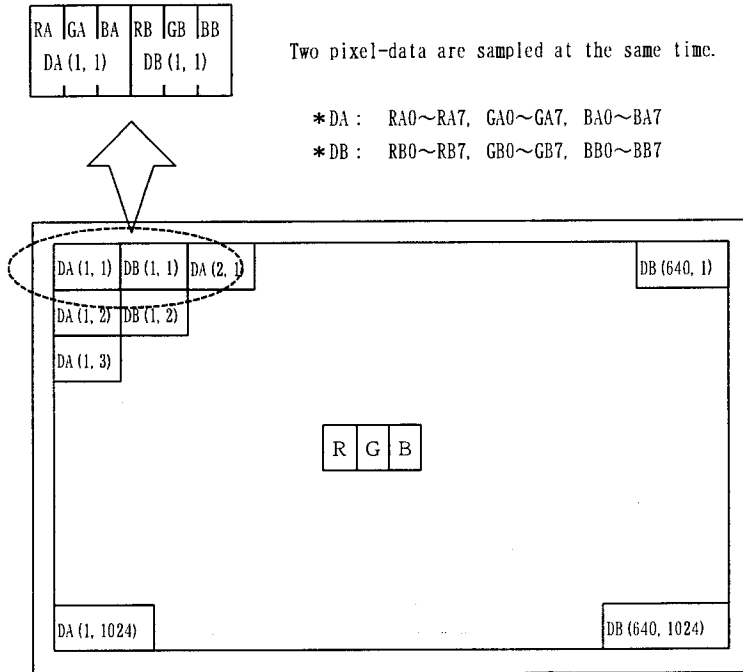 RA GA BA RB GB BB
DA (1, 1) DB (1, 1)
Two pixel-data are sampled at the same time.
*DA : RA0～RA7, GA0～GA7, BA0～BA7
*DB : RB0～RB7, GB0～GB7, BB0～BB7
DA (1, 1) DB (1, 1) DA (2, 1) DB (640, 1)
DA (1, 2) DB (1, 2)
DA (1, 3)
R G B
DA (1, 1024) DB (640, 1024)